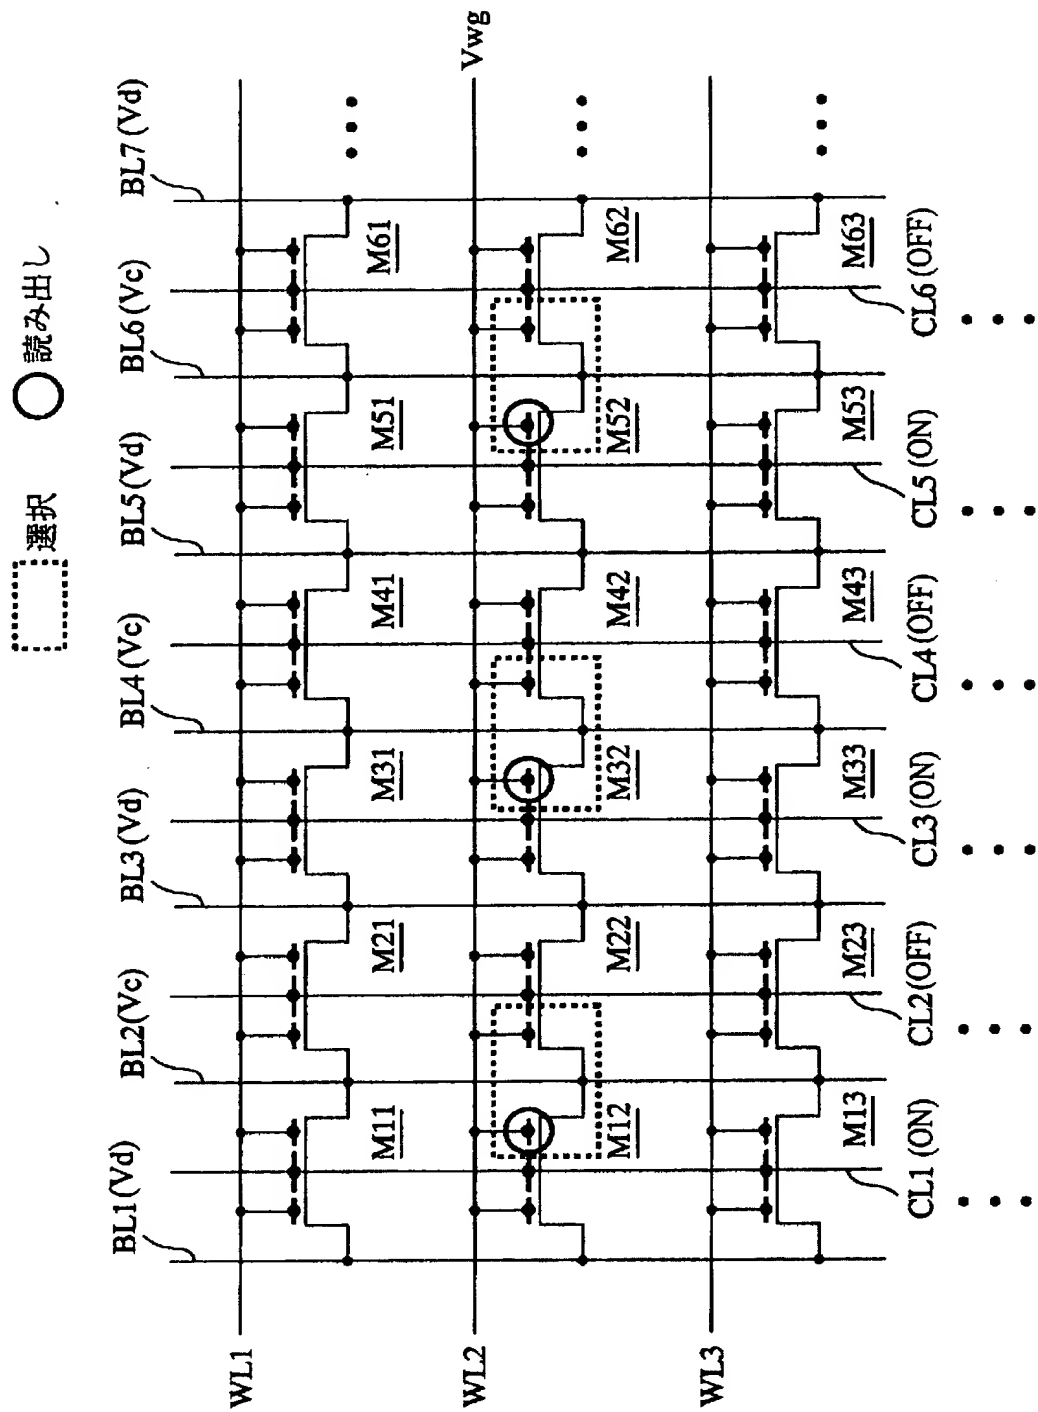 選択
読み出し
BL1 (Vd)
BL2(Vc)
BL3 (Vd)
BL4 (Vc)
BL5 (Vd)
BL6 (Vc)
BL7 (Vd)
WL1
M11
M21
M31
M41
M51
M61
WL2
Vwg
M12
M22
M32
M42
M52
M62
WL3
M13
M23
M33
M43
M53
M63
CL1 (ON)
CL2 (OFF)
CL3 (ON)
CL4 (OFF)
CL5 (ON)
CL6 (OFF)